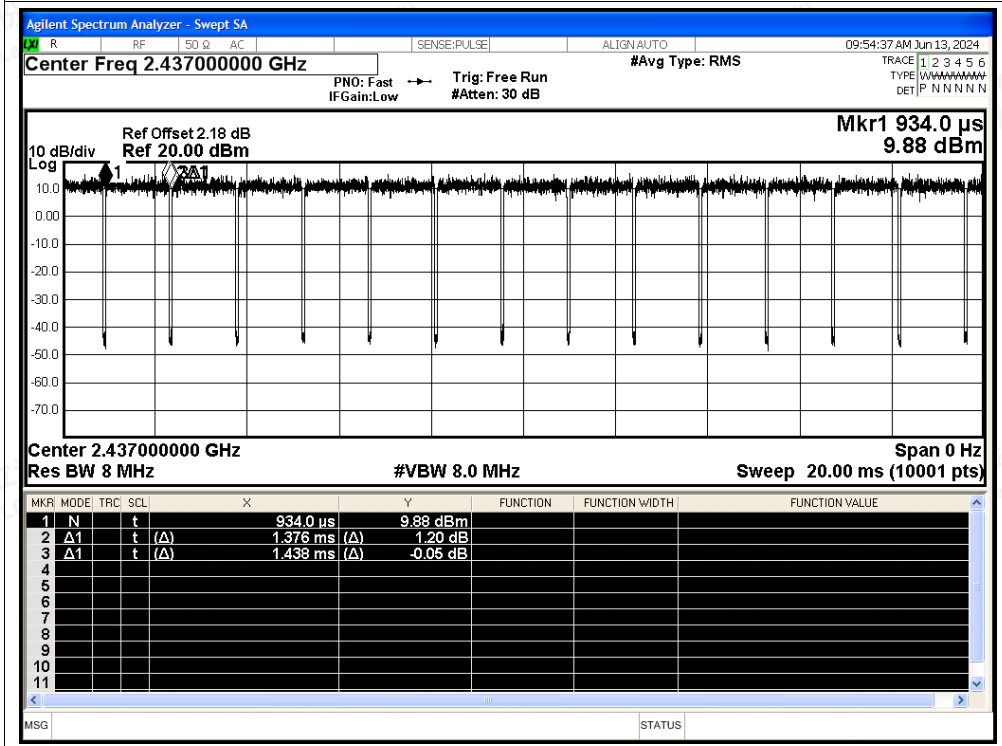 Agilent Spectrum Analyzer - Swept SA
LXI R RF 50 Ω AC SENSE:PULSE ALIGN AUTO 09:54:37 AM Jun 13, 2024
Center Freq 2.437000000 GHz #Avg Type: RMS TRACE 1 2 3 4 5 6
PNO: Fast Trig: Free Run TYPE WWWWWW
IFGain:Low #Atten: 30 dB DET P N N N N N
Mkr1 934.0 µs
Ref Offset 2.18 dB
10 dB/div Ref 20.00 dBm 9.88 dBm
Log
1 3Δ1
10.0
0.00
-10.0
-20.0
-30.0
-40.0
-50.0
-60.0
-70.0
Center 2.437000000 GHz Span 0 Hz
Res BW 8 MHz #VBW 8.0 MHz Sweep 20.00 ms (10001 pts)
MKR MODE TRC SCL X Y FUNCTION FUNCTION WIDTH FUNCTION VALUE
1 N t 934.0 µs 9.88 dBm
2 Δ1 t (Δ) 1.376 ms (Δ) 1.20 dB
3 Δ1 t (Δ) 1.438 ms (Δ) -0.05 dB
4
5
6
7
8
9
10
11
MSG STATUS